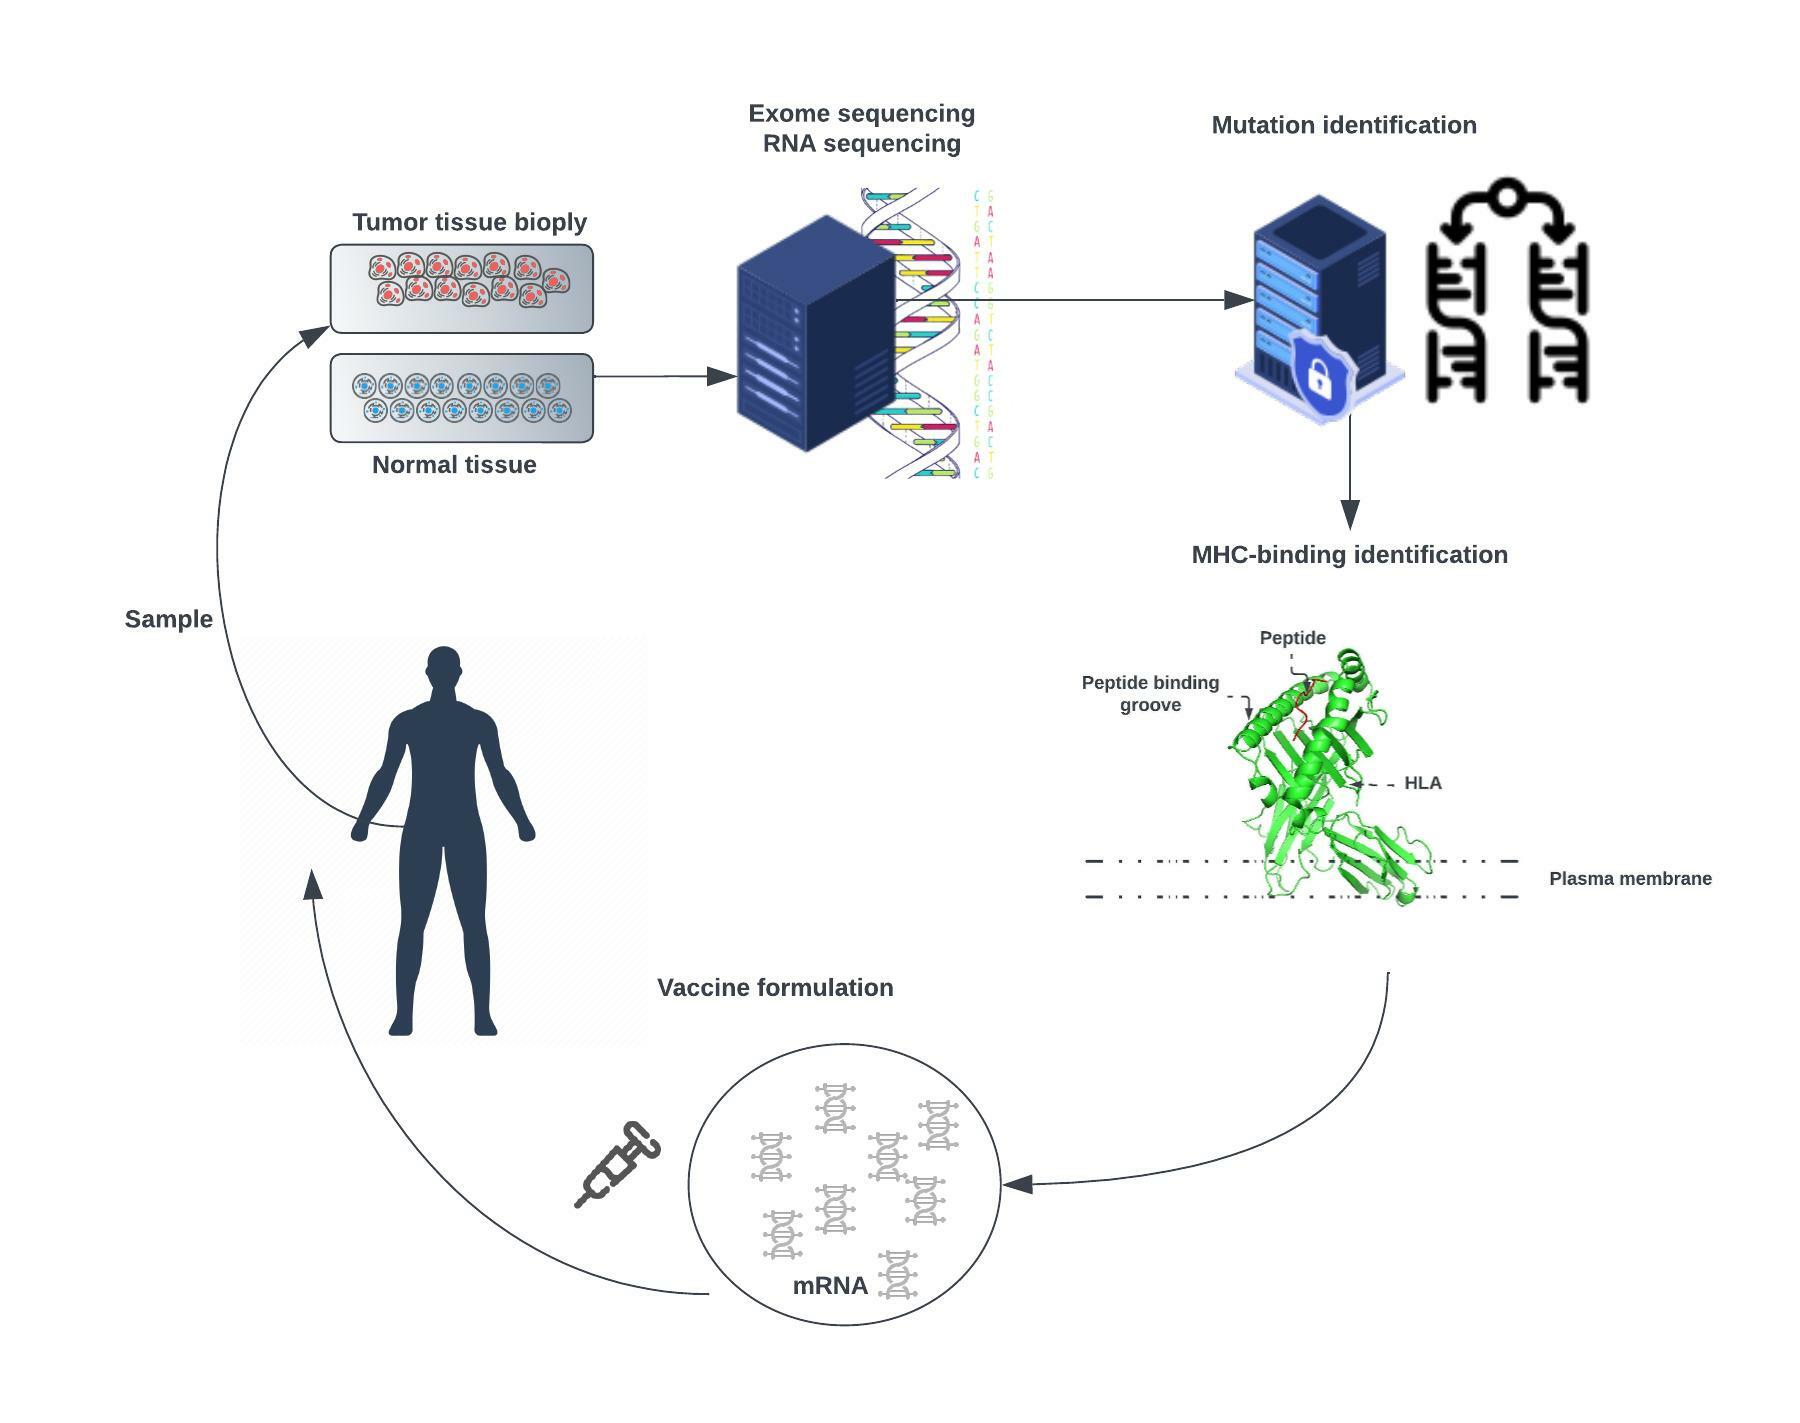 Exome sequencing
RNA sequencing
Mutation identification
Tumor tissue bioply
Normal tissue
C G
T A
G C
A T
T A
T A
C G
C G
A T
G C
A T
T A
G C
G C
C G
T A
G C
A T
C G
MHC-binding identification
Sample
Peptide
Peptide binding
groove
HLA
Plasma membrane
Vaccine formulation
mRNA